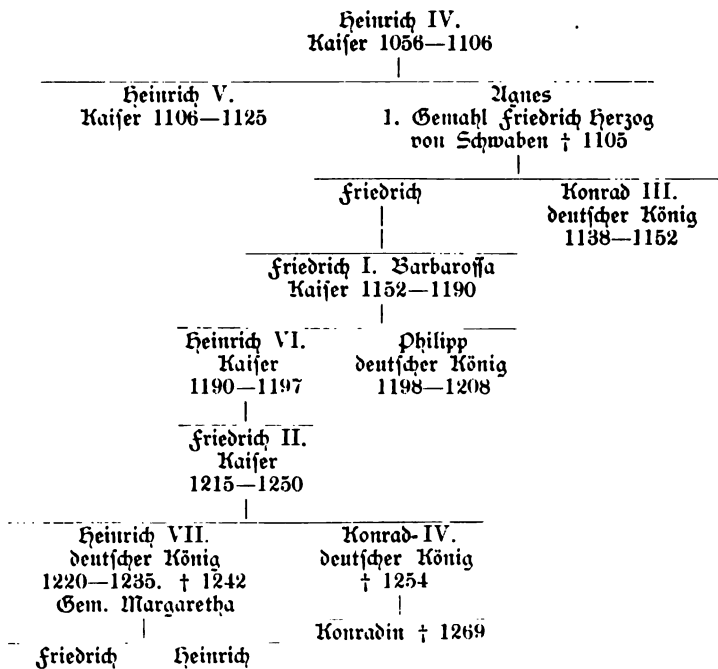 Heinrich IV.
Kaiſer 1056—1106
Heinrich V.
Kaiſer 1106—1125
Agnes
1. Gemahl Friedrich Herzog
von Schwaben † 1105
Friedrich
Konrad III.
deutſcher König
1138—1152
Friedrich I. Barbaroſſa
Kaiſer 1152—1190
Heinrich VI.
Kaiſer
1190—1197
Philipp
deutſcher König
1198—1208
Friedrich II.
Kaiſer
1215—1250
Heinrich VII.
deutſcher König
1220—1235. † 1242
Gem. Margaretha
Konrad-IV.
deutſcher König
† 1254
Konradin † 1269
Friedrich Heinrich